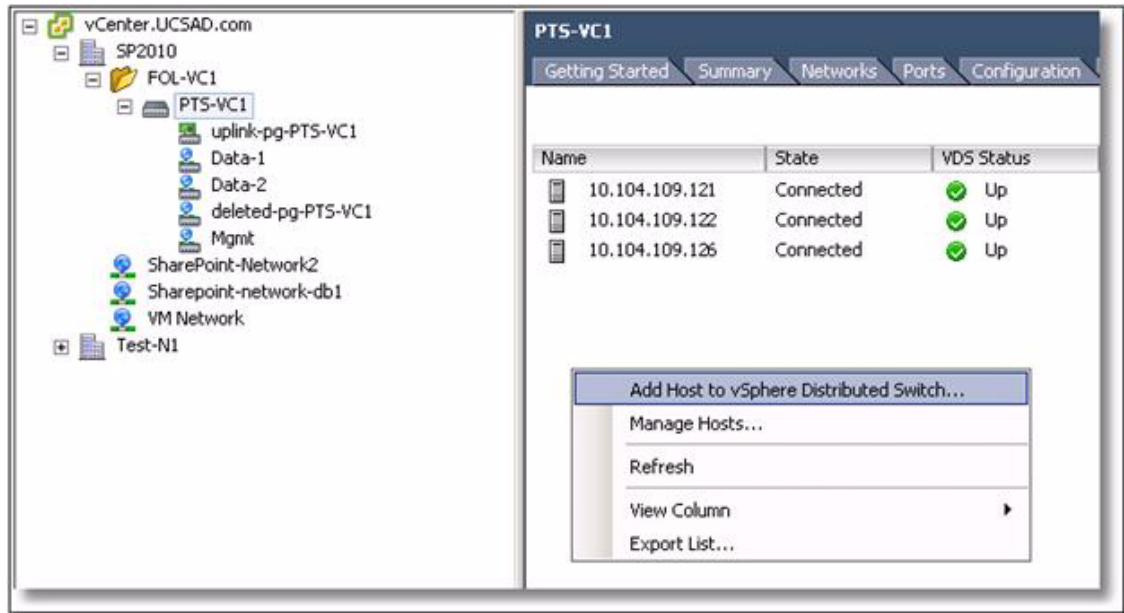 vCenter.UCSAD.com
SP2010
FOL-VC1
PTS-VC1
uplink-pg-PTS-VC1
Data-1
Data-2
deleted-pg-PTS-VC1
Mgmt
SharePoint-Network2
Sharepoint-network-db1
VM Network
Test-N1
PTS-VC1
Getting Started Summary Networks Ports Configuration
Name State VDS Status
10.104.109.121 Connected Up
10.104.109.122 Connected Up
10.104.109.126 Connected Up
Add Host to vSphere Distributed Switch...
Manage Hosts...
Refresh
View Column
Export List...